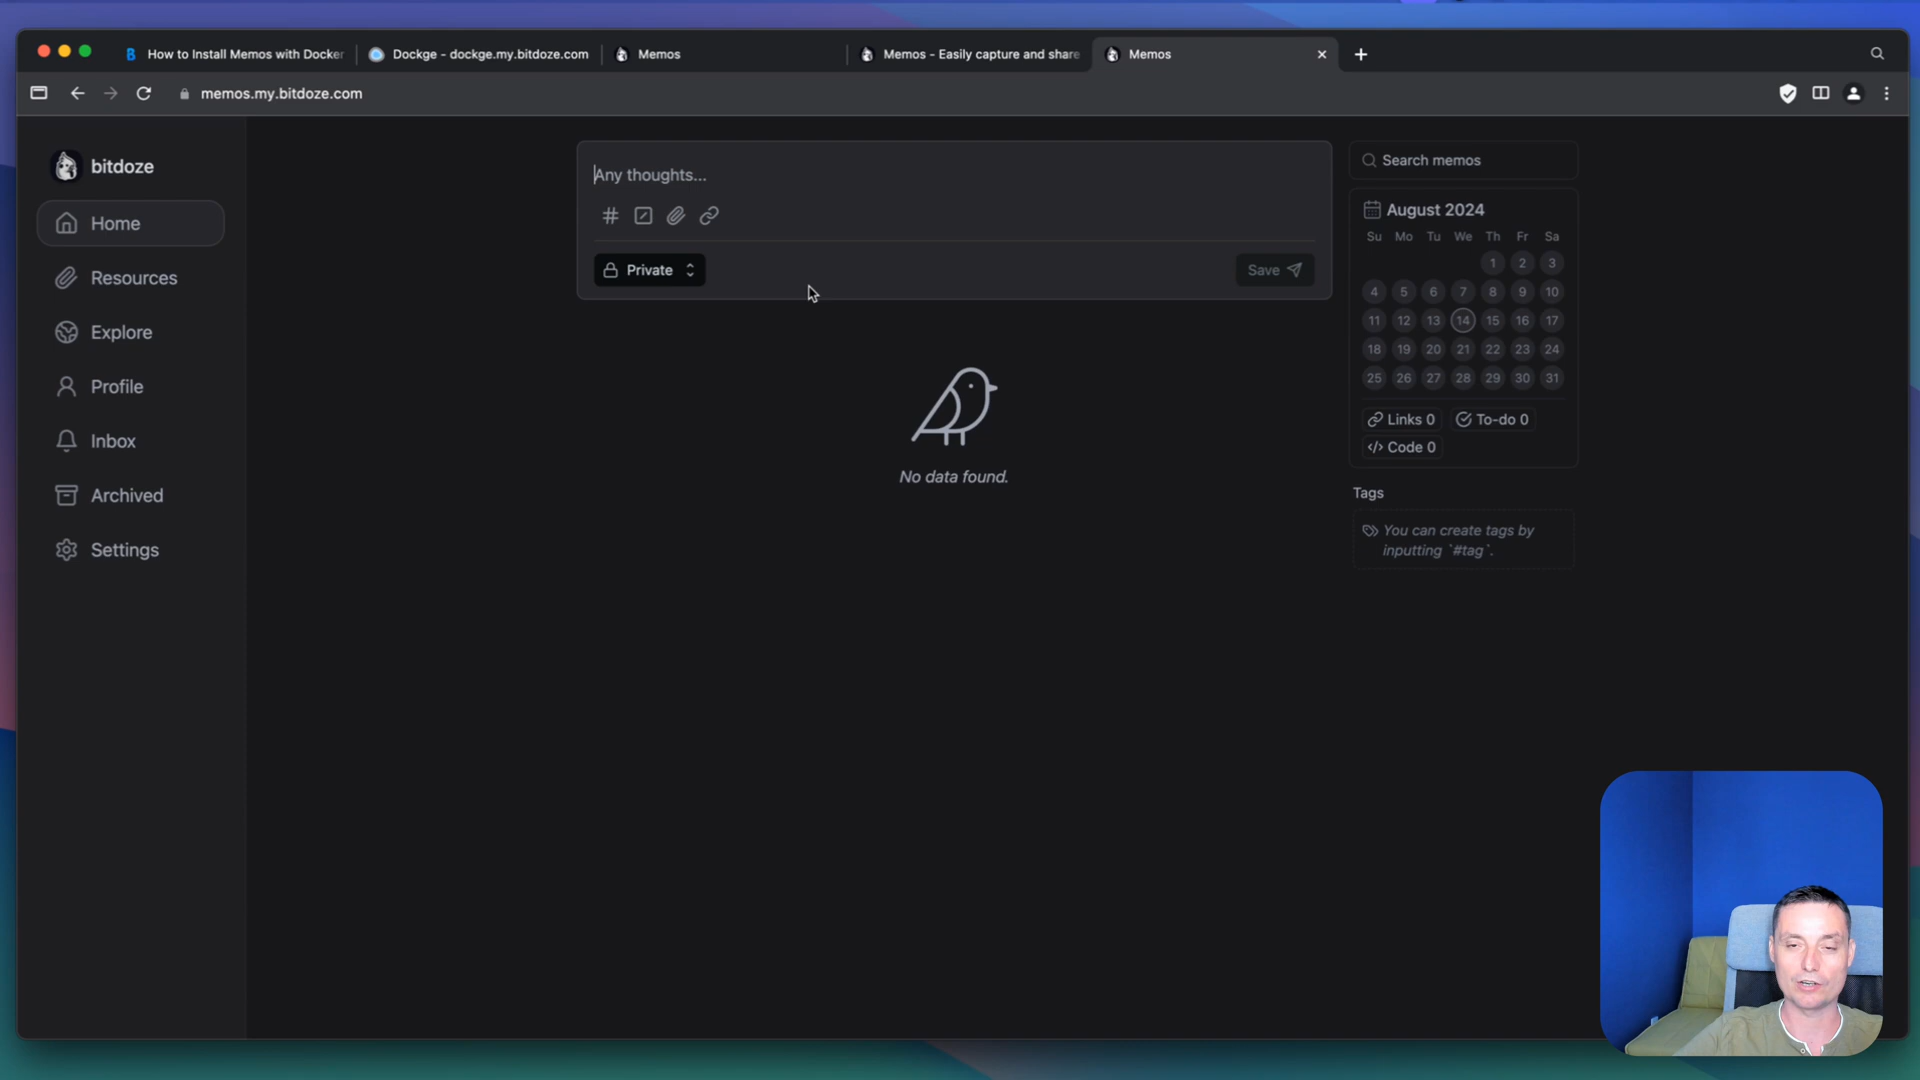 How to Install Memos with Docker
Dockge - dockge.my.bitdoze.com
Memos
Memos - Easily capture and share
Memos
memos.my.bitdoze.com
bitdoze
Home
Resources
Explore
Profile
Inbox
Archived
Settings
Any thoughts...
Private
Save
No data found.
Search memos
August 2024
Su Mo Tu We Th Fr Sa
1 2 3
4 5 6 7 8 9 10
11 12 13 14 15 16 17
18 19 20 21 22 23 24
25 26 27 28 29 30 31
Links 0 To-do 0
Code 0
Tags
You can create tags by
inputting `#tag`.